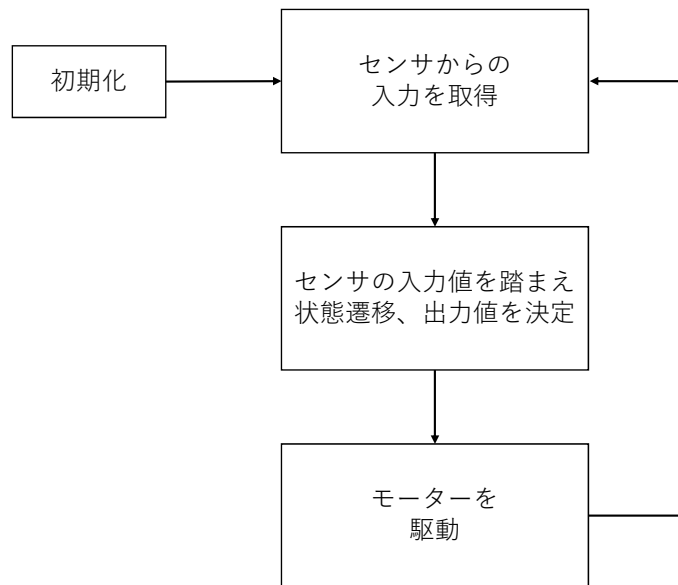 初期化
センサからの
入力を取得
センサの入力値を踏まえ
状態遷移、出力値を決定
モーターを
駆動